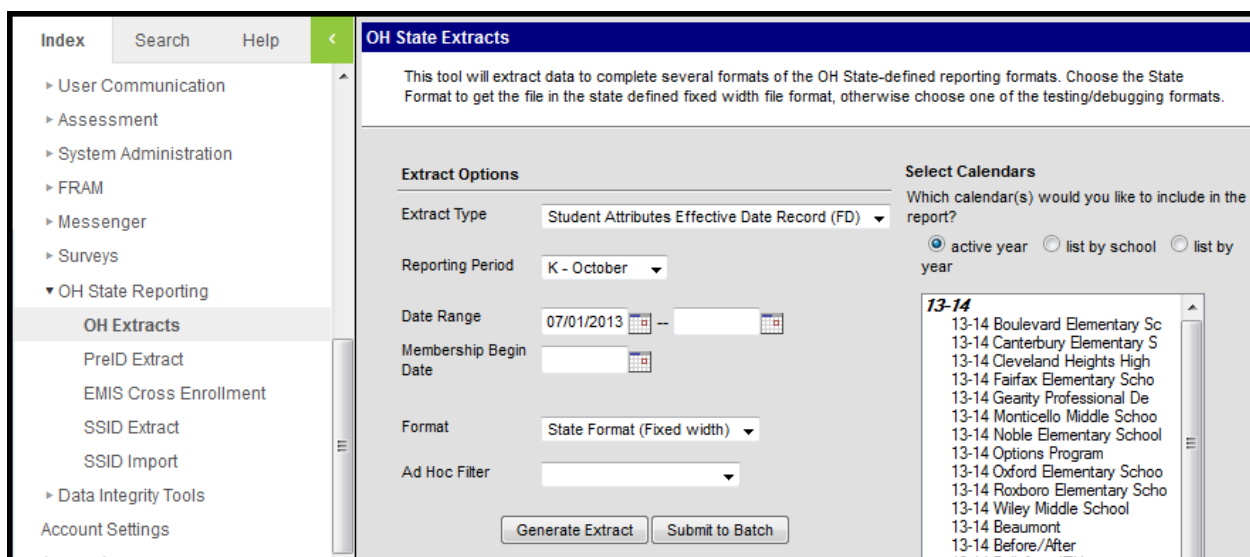 Index Search Help
User Communication
Assessment
System Administration
FRAM
Messenger
Surveys
OH State Reporting
OH Extracts
PreID Extract
EMIS Cross Enrollment
SSID Extract
SSID Import
Data Integrity Tools
Account Settings
OH State Extracts
This tool will extract data to complete several formats of the OH State-defined reporting formats. Choose the State
Format to get the file in the state defined fixed width file format, otherwise choose one of the testing/debugging formats.
Extract Options
Extract Type Student Attributes Effective Date Record (FD)
Reporting Period K - October
Date Range 07/01/2013 --
Membership Begin
Date
Format State Format (Fixed width)
Ad Hoc Filter
Generate Extract Submit to Batch
Select Calendars
Which calendar(s) would you like to include in the
report?
active year list by school list by
year
13-14
13-14 Boulevard Elementary Sc
13-14 Canterbury Elementary S
13-14 Cleveland Heights High
13-14 Fairfax Elementary Scho
13-14 Gearity Professional De
13-14 Monticello Middle Schoo
13-14 Noble Elementary School
13-14 Options Program
13-14 Oxford Elementary Schoo
13-14 Roxboro Elementary Scho
13-14 Wiley Middle School
13-14 Beaumont
13-14 Before/After